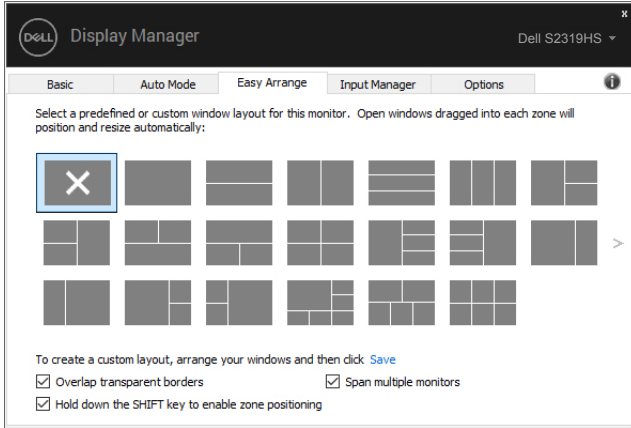 x
DELL
Display Manager
Dell S2319HS
Basic
Auto Mode
Easy Arrange
Input Manager
Options
i
Select a predefined or custom window layout for this monitor. Open windows dragged into each zone will
position and resize automatically:
>
To create a custom layout, arrange your windows and then click Save
Overlap transparent borders
Span multiple monitors
Hold down the SHIFT key to enable zone positioning